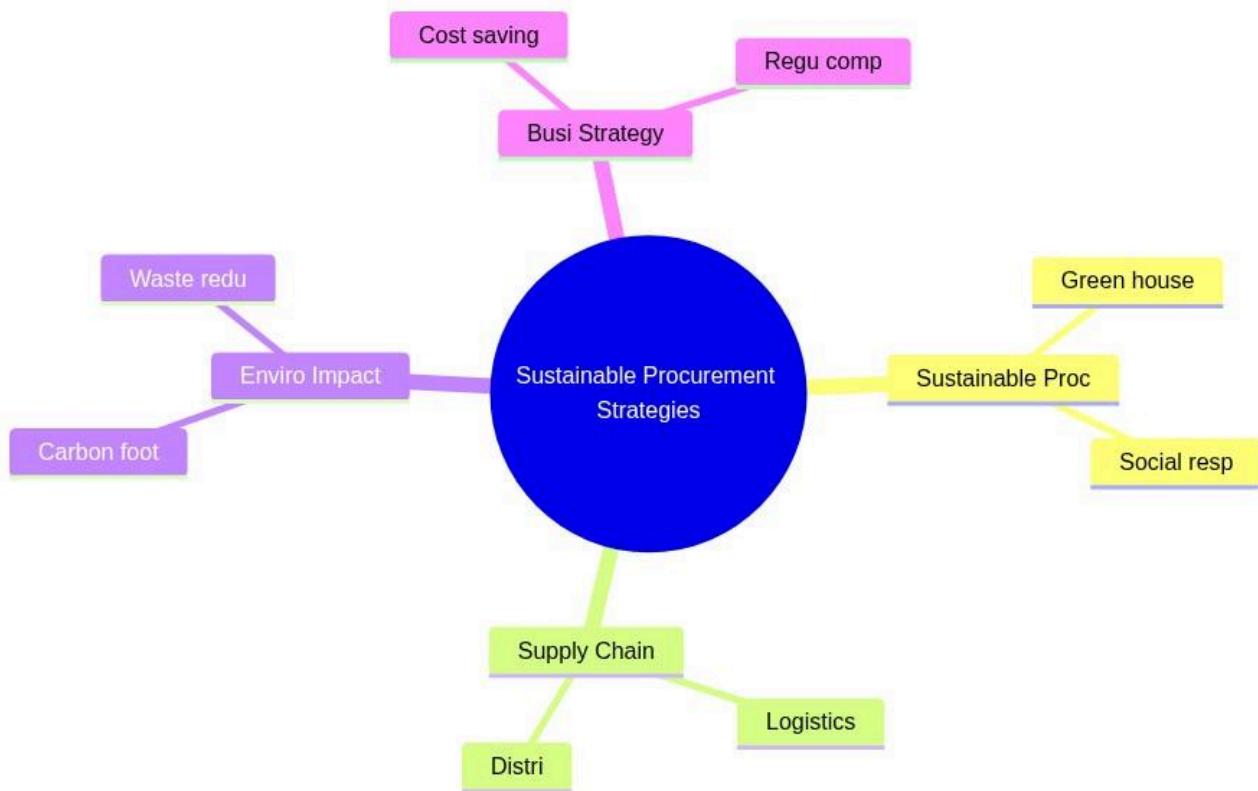 Cost saving
Regu comp
Busi Strategy
Waste redu
Green house
Enviro Impact
Sustainable Procurement
Strategies
Sustainable Proc
Carbon foot
Social resp
Supply Chain
Logistics
Distri